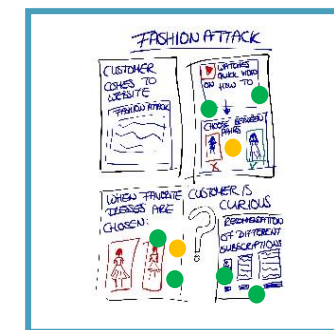 FASHION ATTACK
CUSTOMER
COMES TO
WEBSITE
FASHION ATTACK
WATCHES
QUICK VIDEO
ON HOW TO
CHOOSE BETWEEN
PAIRS
WHEN FAVORITE
DRESSES ARE
CHOSEN:
CUSTOMER IS
CURIOUS
?
OF DIFFERENT
SUBSCRIPTIONS